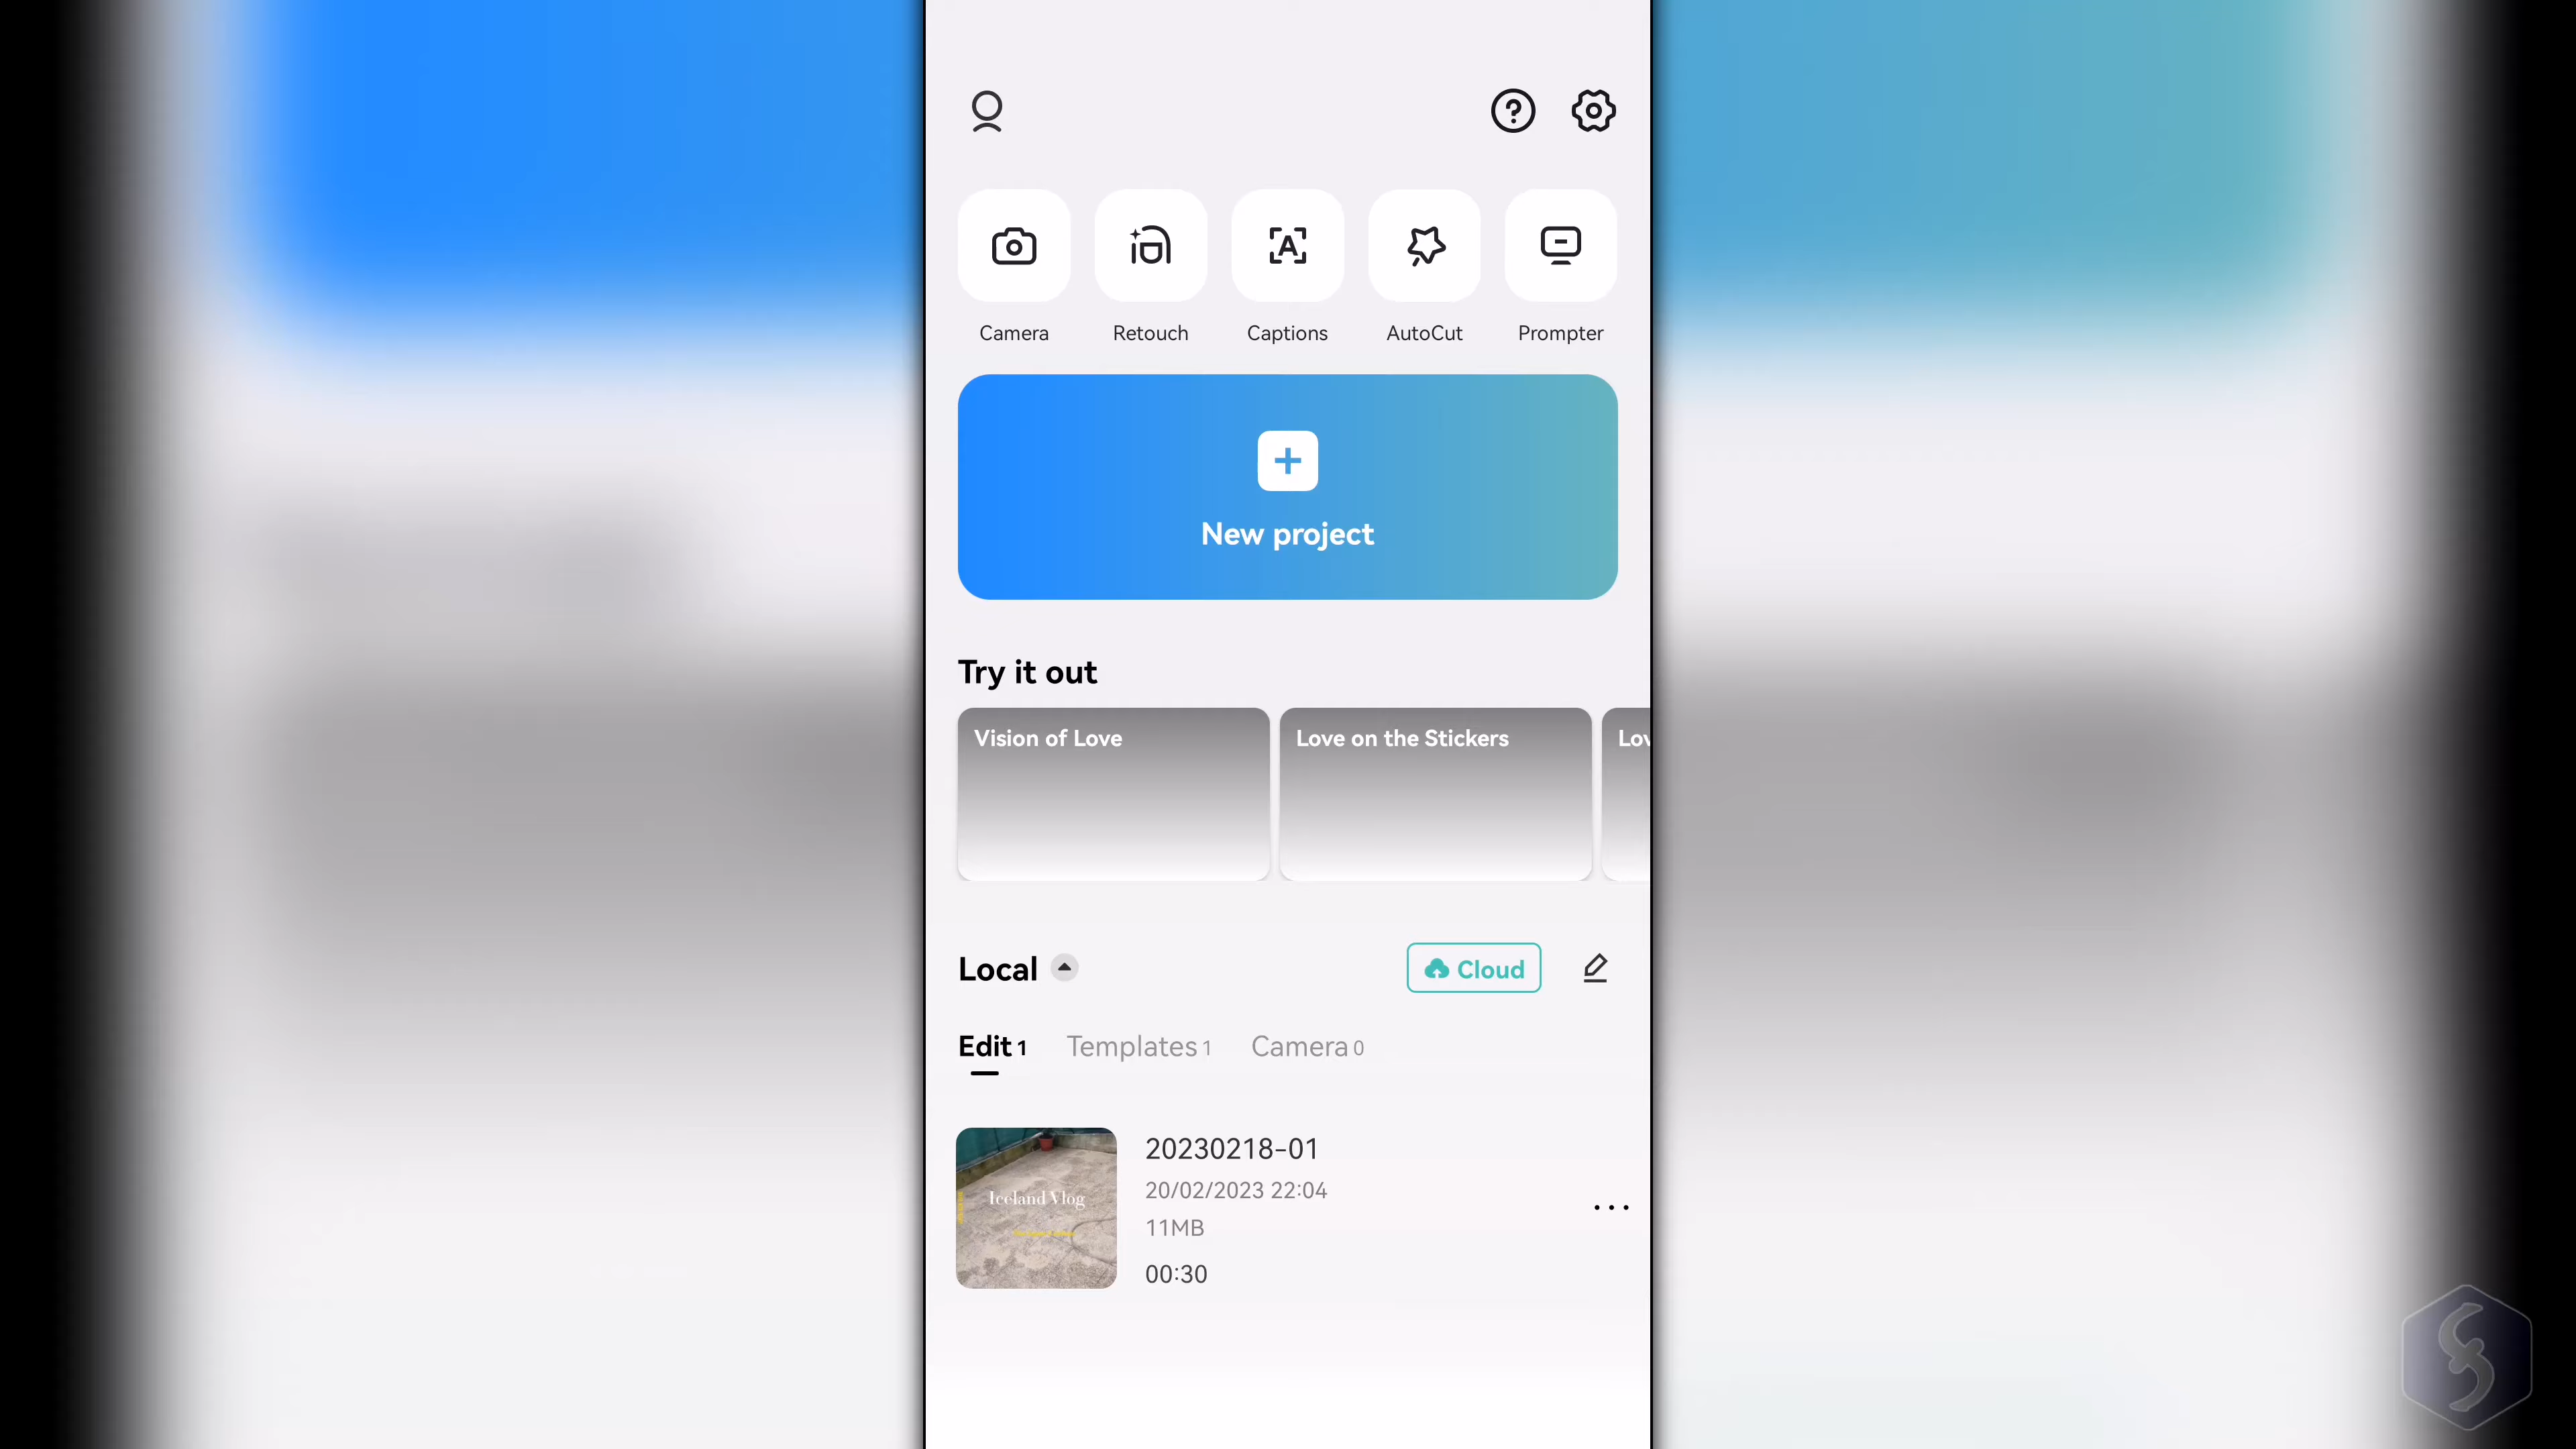 Camera
Retouch
Captions
AutoCut
Prompter
New project
Try it out
Vision of Love
Love on the Stickers
Lov
Local
Cloud
Edit 1
Templates 1
Camera 0
Iceland Vlog
20230218-01
20/02/2023 22:04
11MB
00:30